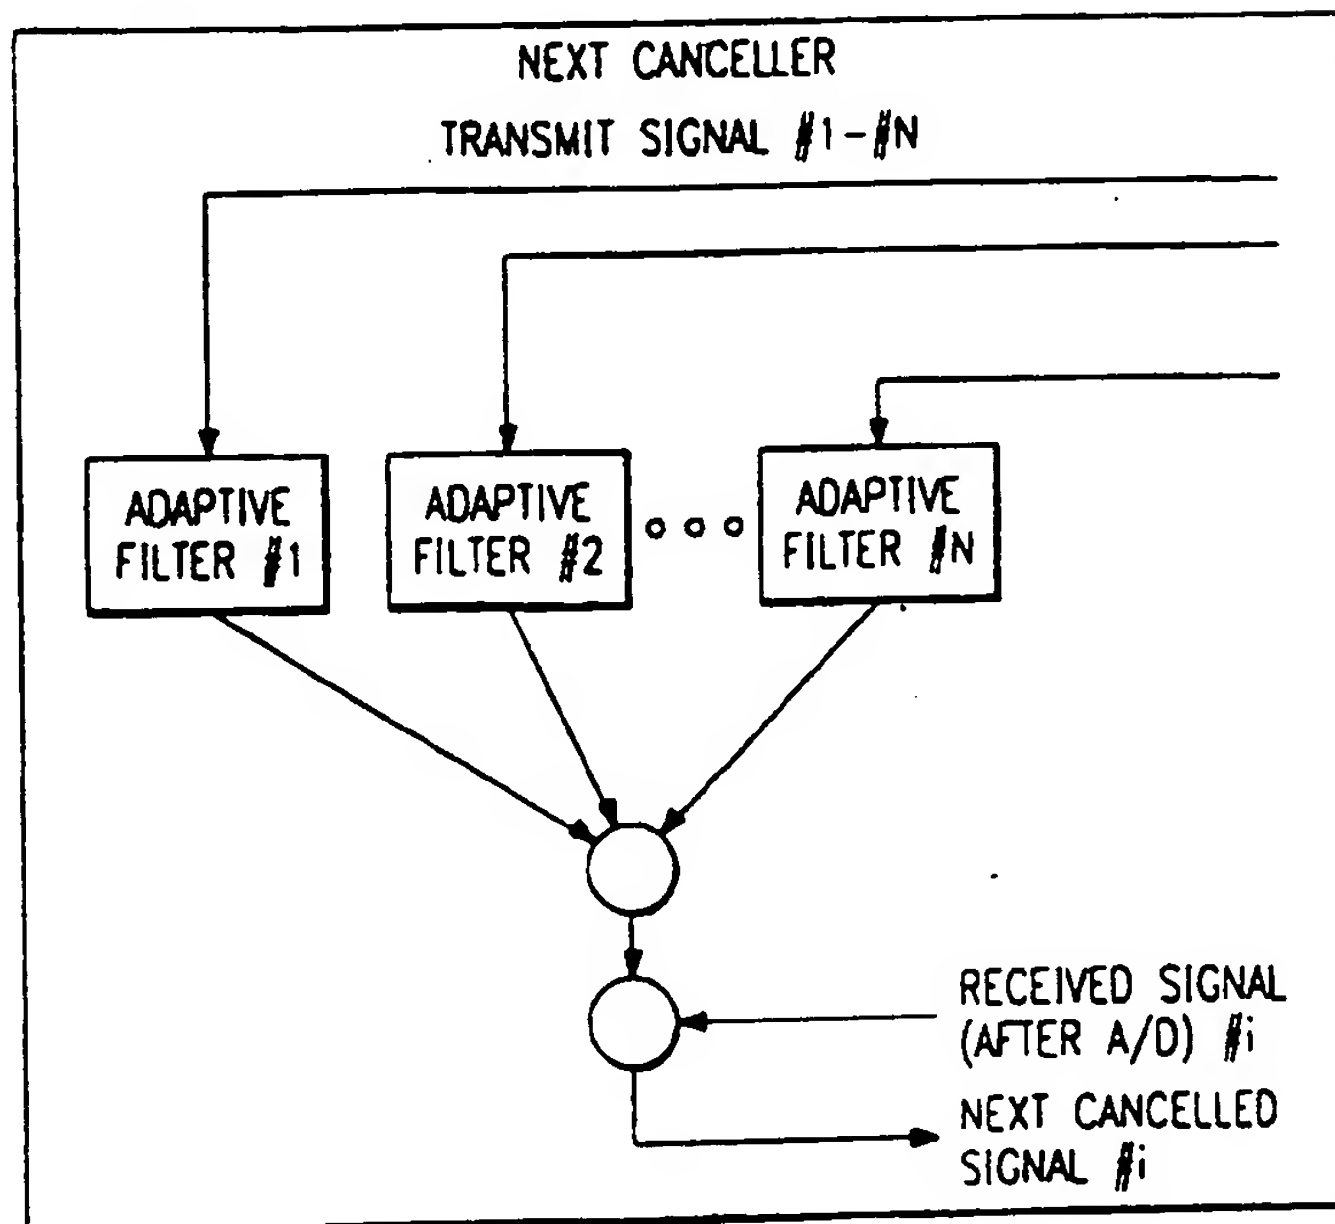 NEXT CANCELLER
TRANSMIT SIGNAL #1-#N
ADAPTIVE
FILTER #1
ADAPTIVE
FILTER #2
ADAPTIVE
FILTER #N
RECEIVED SIGNAL
(AFTER A/D) #i
NEXT CANCELLED
SIGNAL #i